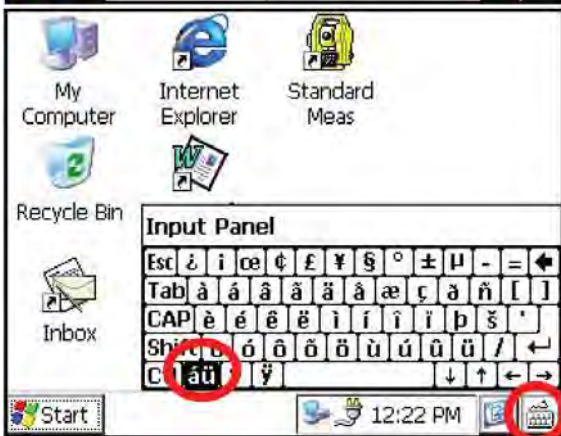 My Computer
Internet Explorer
Standard Meas
Recycle Bin
Input Panel
Esc ¿ ¡ œ ¢ £ ¥ § ° ± µ - =
Tab à á â ã ä å æ ç ð ñ [ ]
Inbox
CAP è é ê ë ì í î ï þ š '
Shift ó ô õ ö ù ú û ü /
áü ÿ ↓ ↑ ← →
Start
12:22 PM